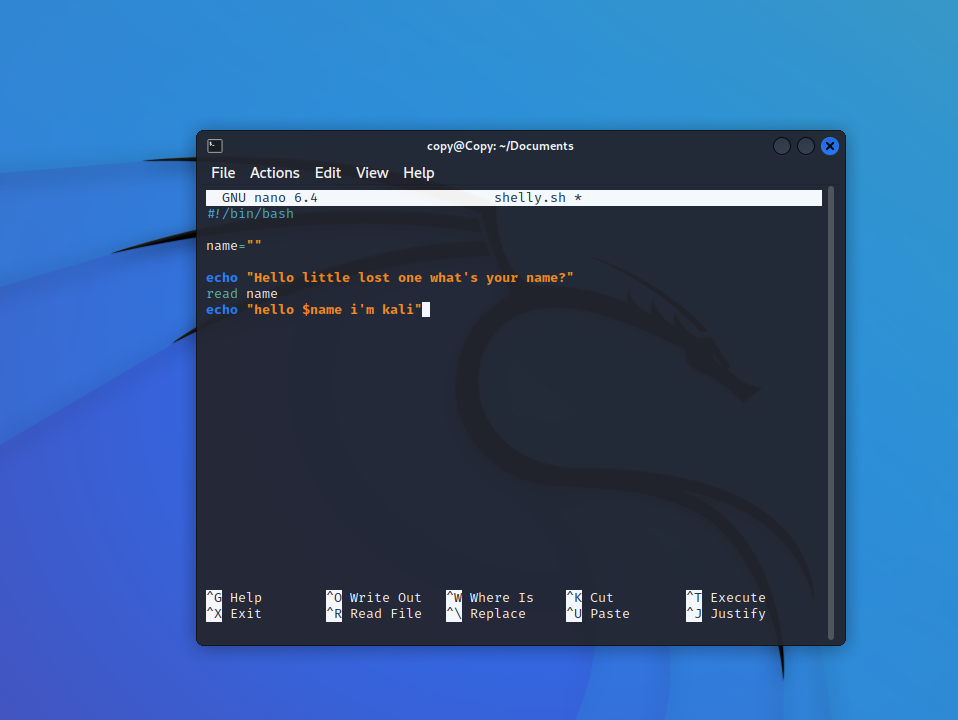 copy@Copy: ~/Documents
File Actions Edit View Help
GNU nano 6.4 shelly.sh *
#!/bin/bash
name=""
echo "Hello little lost one what's your name?"
read name
echo "hello $name i'm kali"
^G Help ^O Write Out ^W Where Is ^K Cut ^T Execute
^X Exit ^R Read File ^\ Replace ^U Paste ^J Justify